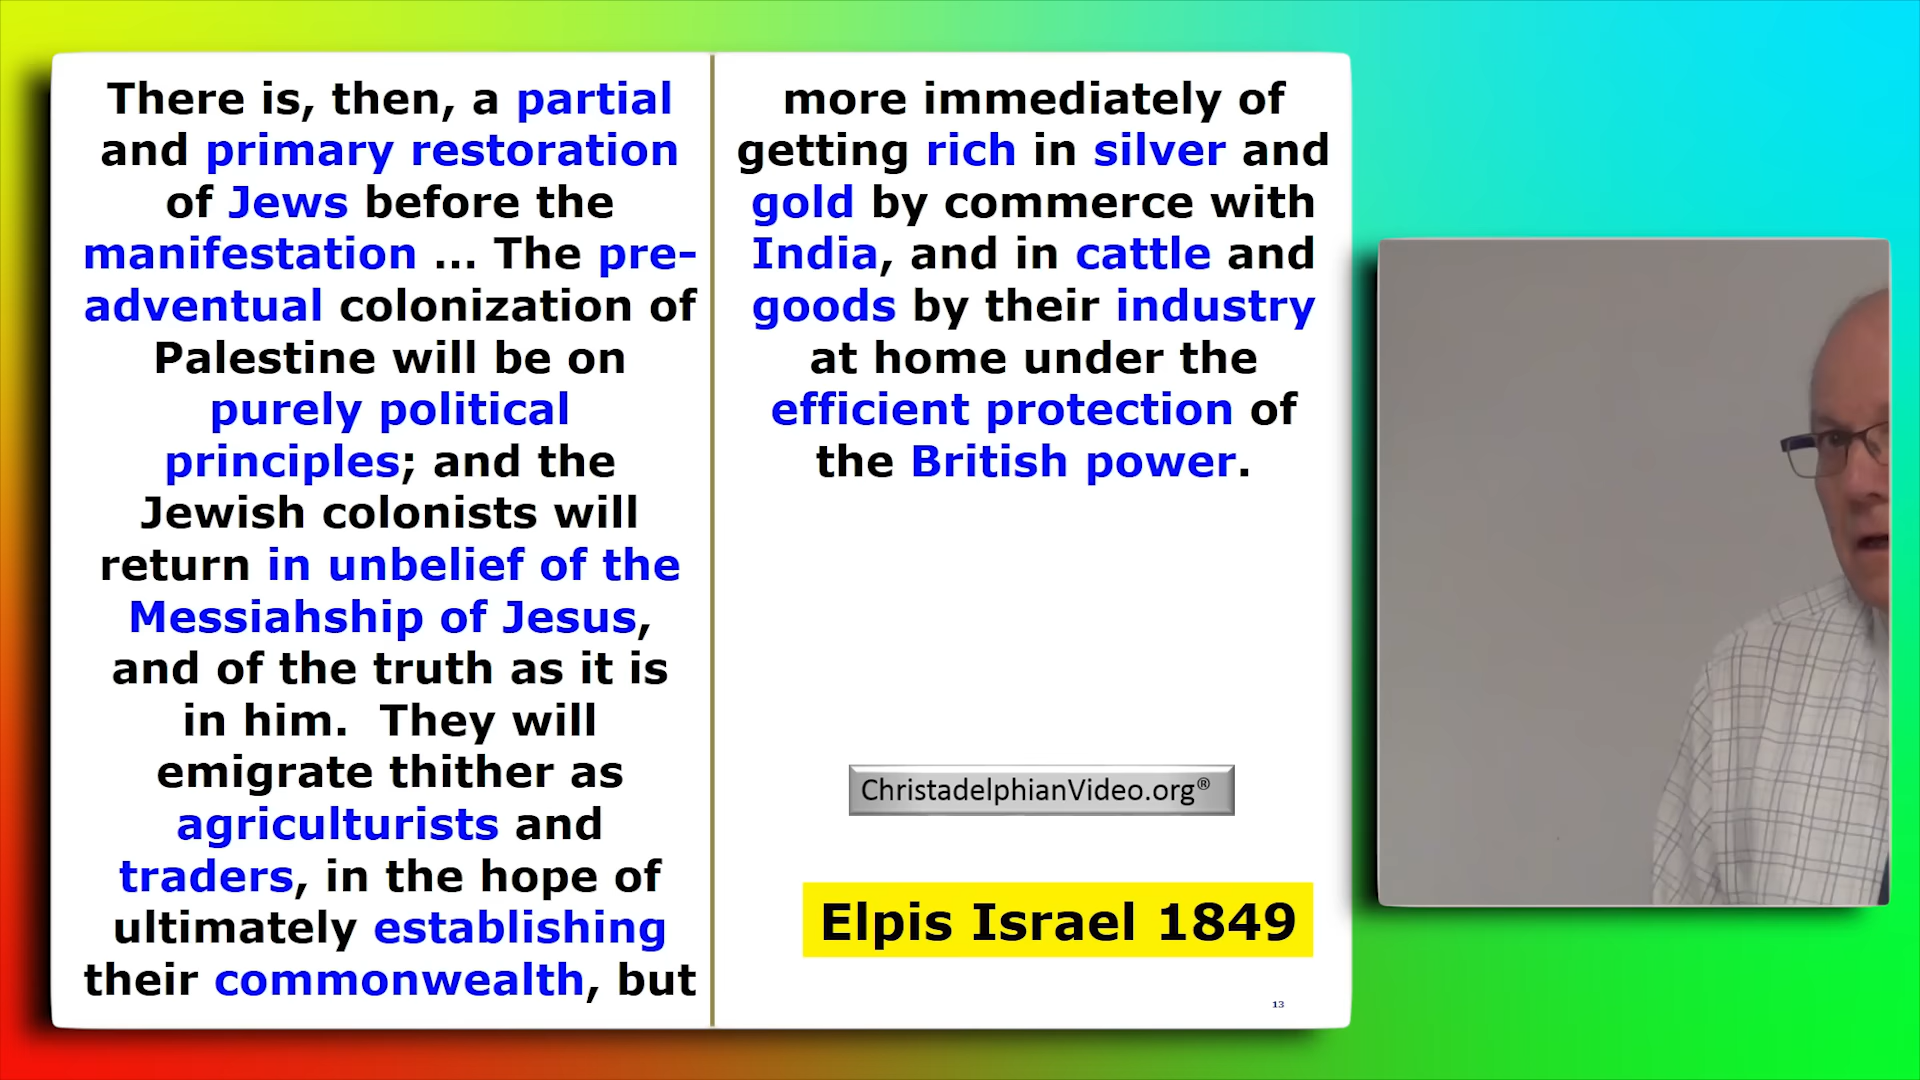 There is, then, a partial
and primary restoration
of Jews before the
manifestation ... The pre-
adventual colonization of
Palestine will be on
purely political
principles; and the
Jewish colonists will
return in unbelief of the
Messiahship of Jesus,
and of the truth as it is
in him.  They will
emigrate thither as
agriculturists and
traders, in the hope of
ultimately establishing
their commonwealth, but
more immediately of
getting rich in silver and
gold by commerce with
India, and in cattle and
goods by their industry
at home under the
efficient protection of
the British power.
ChristadelphianVideo.org®
Elpis Israel 1849
13